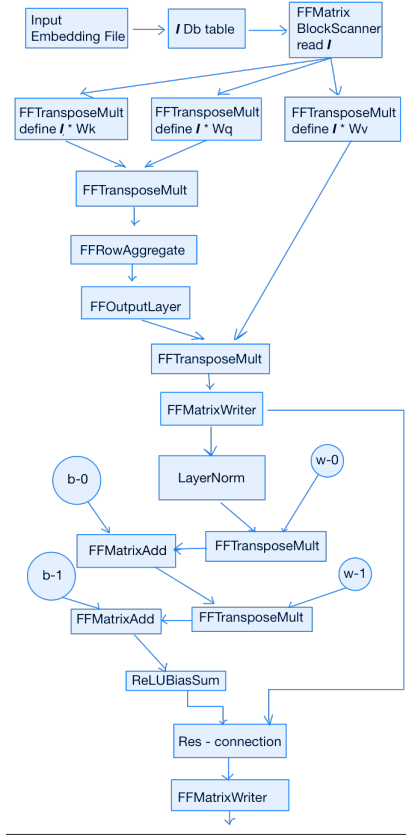 Input
Embedding File
I Db table
FFMatrix
BlockScanner
read I
FFTransposeMult
define I * Wk
FFTransposeMult
define I * Wq
FFTransposeMult
define I * Wv
FFTransposeMult
FFRowAggregate
FFOutputLayer
FFTransposeMult
FFMatrixWriter
LayerNorm
w-0
b-0
FFTransposeMult
FFMatrixAdd
b-1
w-1
FFTransposeMult
FFMatrixAdd
ReLUBiasSum
Res - connection
FFMatrixWriter